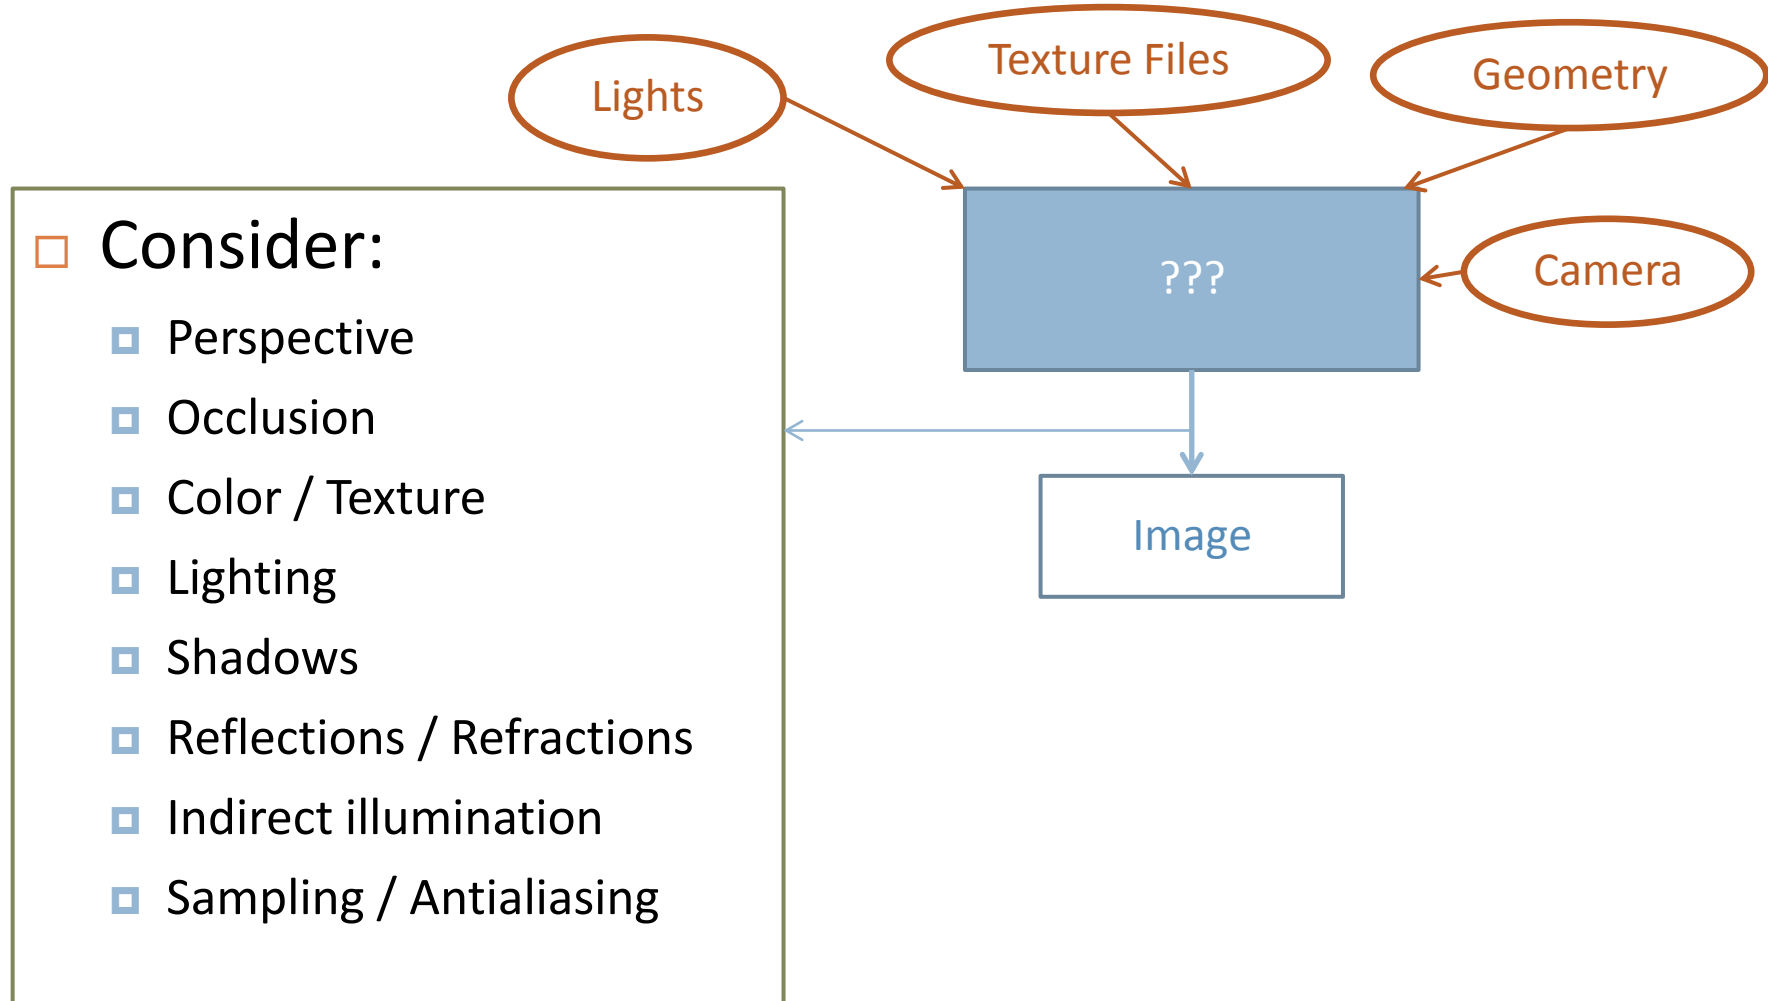 Lights
Texture Files
Geometry
Camera
???
Image
Consider:
Perspective
Occlusion
Color / Texture
Lighting
Shadows
Reflections / Refractions
Indirect illumination
Sampling / Antialiasing